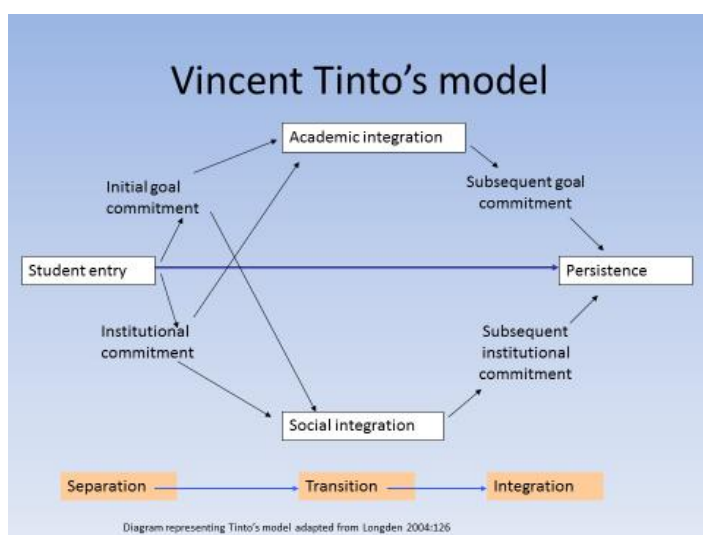 Vincent Tinto’s model
Academic integration
Initial goal
commitment
Subsequent goal
commitment
Student entry
Persistence
Institutional
commitment
Subsequent
institutional
commitment
Social integration
Separation
Transition
Integration
Diagram representing Tinto’s model adapted from Longden 2004:126